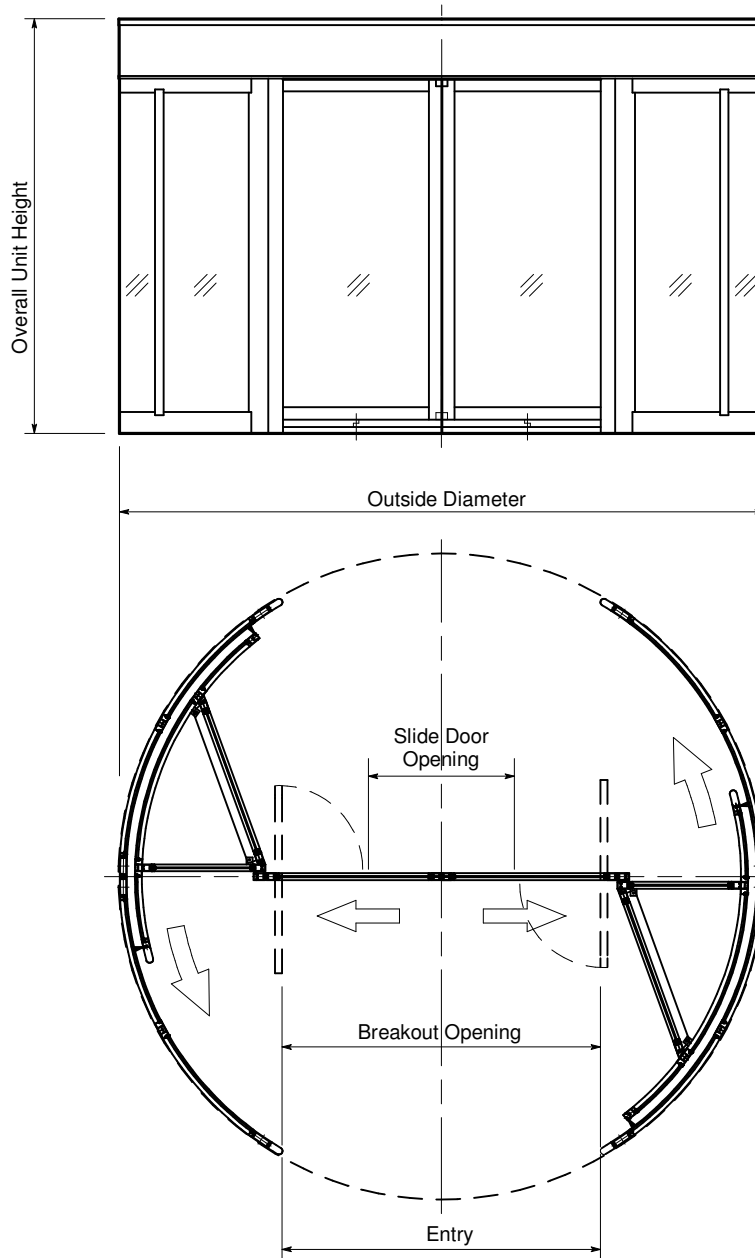 Overall Unit Height
Outside Diameter
Slide Door
Opening
Breakout Opening
Entry